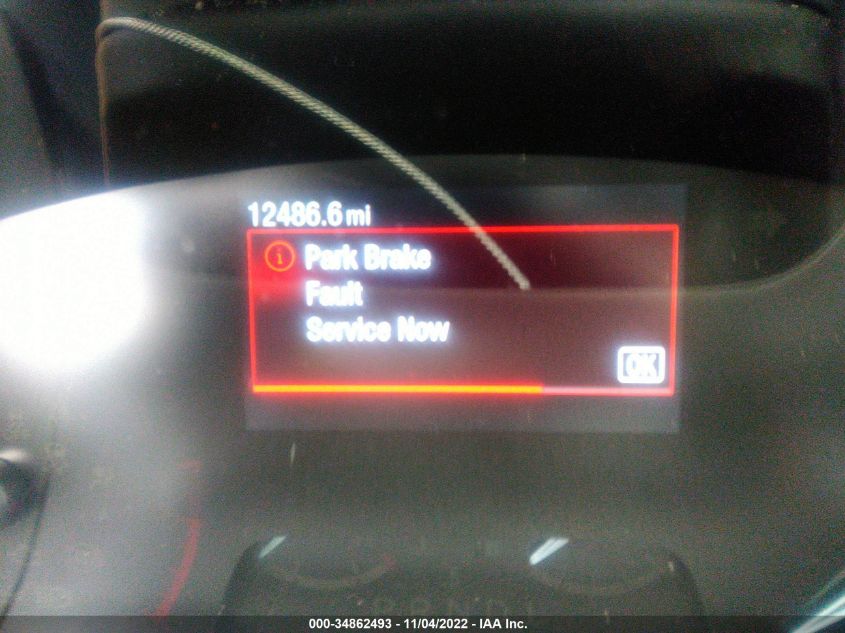 12486.6 mi
Park Brake
Fault
Service Now
OK
000-34862493 - 11/04/2022 - IAA Inc.